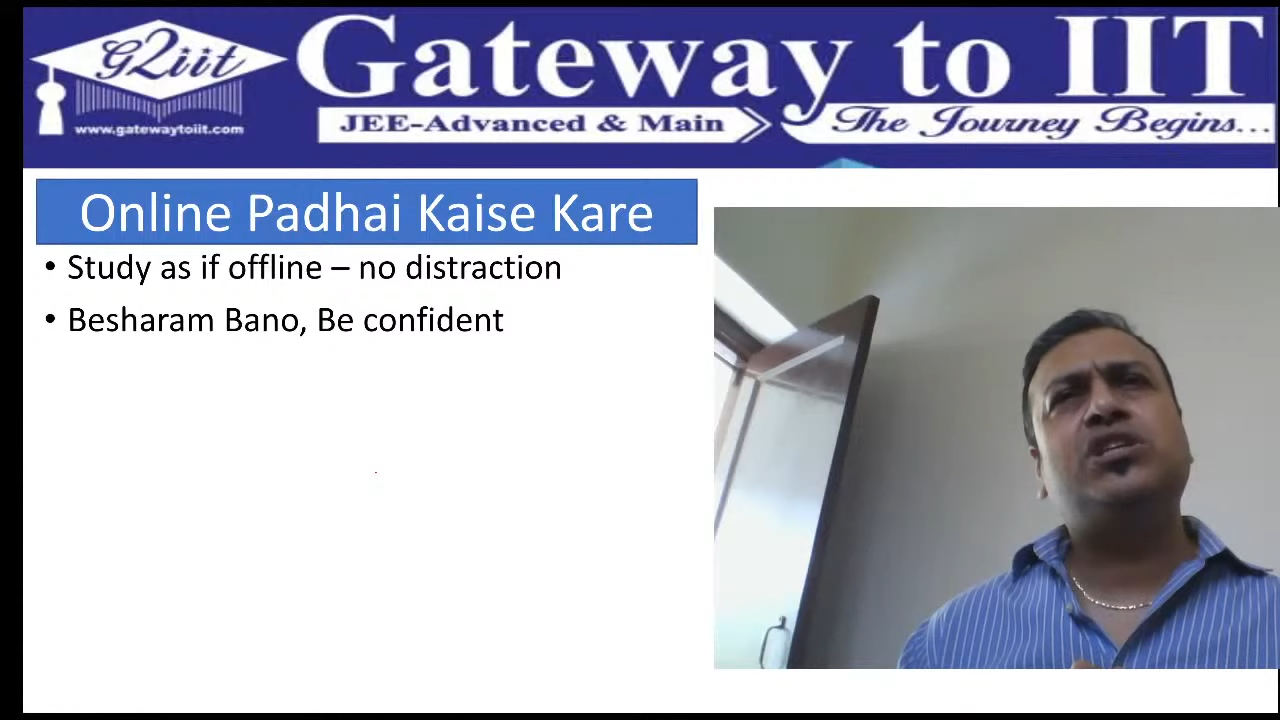 G2iit
www.gatewaytoiit.com
Gateway to IIT
JEE-Advanced & Main
The Journey Begins...
Online Padhai Kaise Kare
• Study as if offline – no distraction
• Besharam Bano, Be confident